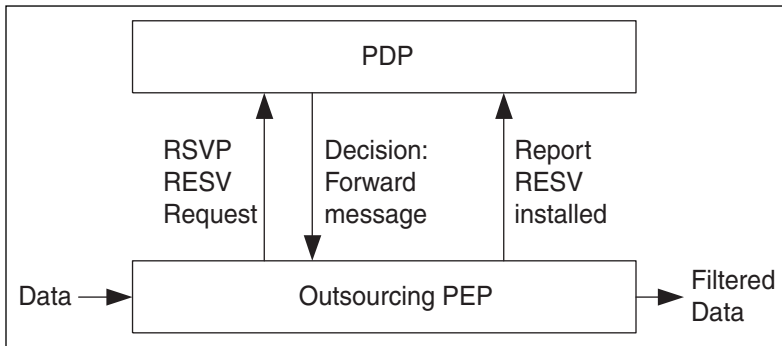 PDP
RSVP
RESV
Request
Decision:
Forward
message
Report
RESV
installed
Data
Outsourcing PEP
Filtered
Data